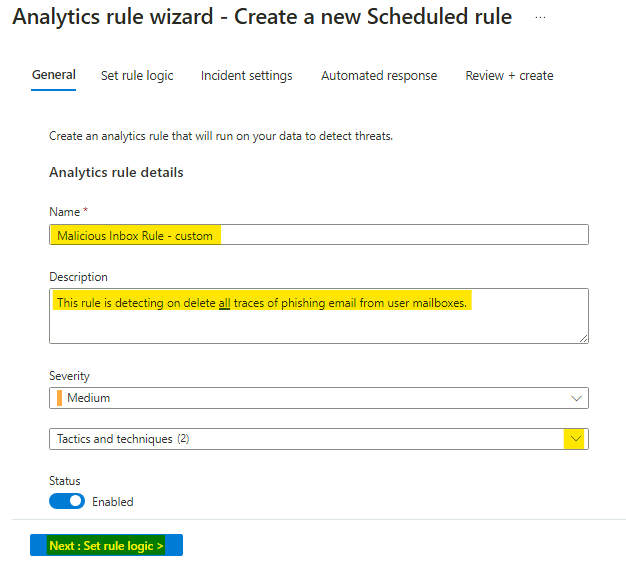 Analytics rule wizard - Create a new Scheduled rule ...
General Set rule logic Incident settings Automated response Review + create
Create an analytics rule that will run on your data to detect threats.
Analytics rule details
Name *
Malicious Inbox Rule - custom
Description
This rule is detecting on delete all traces of phishing email from user mailboxes.
Severity
Medium
Tactics and techniques (2)
Status
Enabled
Next : Set rule logic >